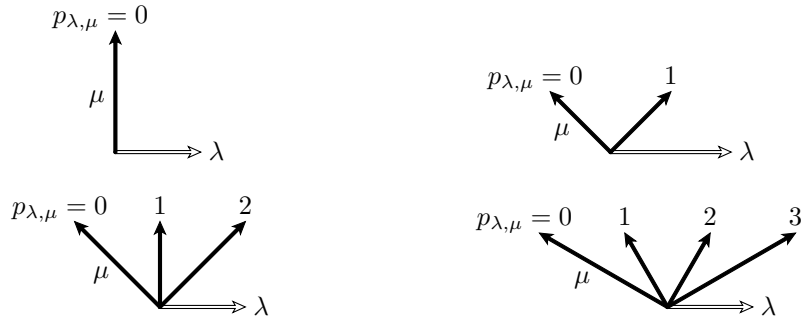 p_{λ,μ} = 0
μ
λ
p_{λ,μ} = 0 1
μ
λ
p_{λ,μ} = 0 1 2
μ
λ
p_{λ,μ} = 0 1 2 3
μ
λ